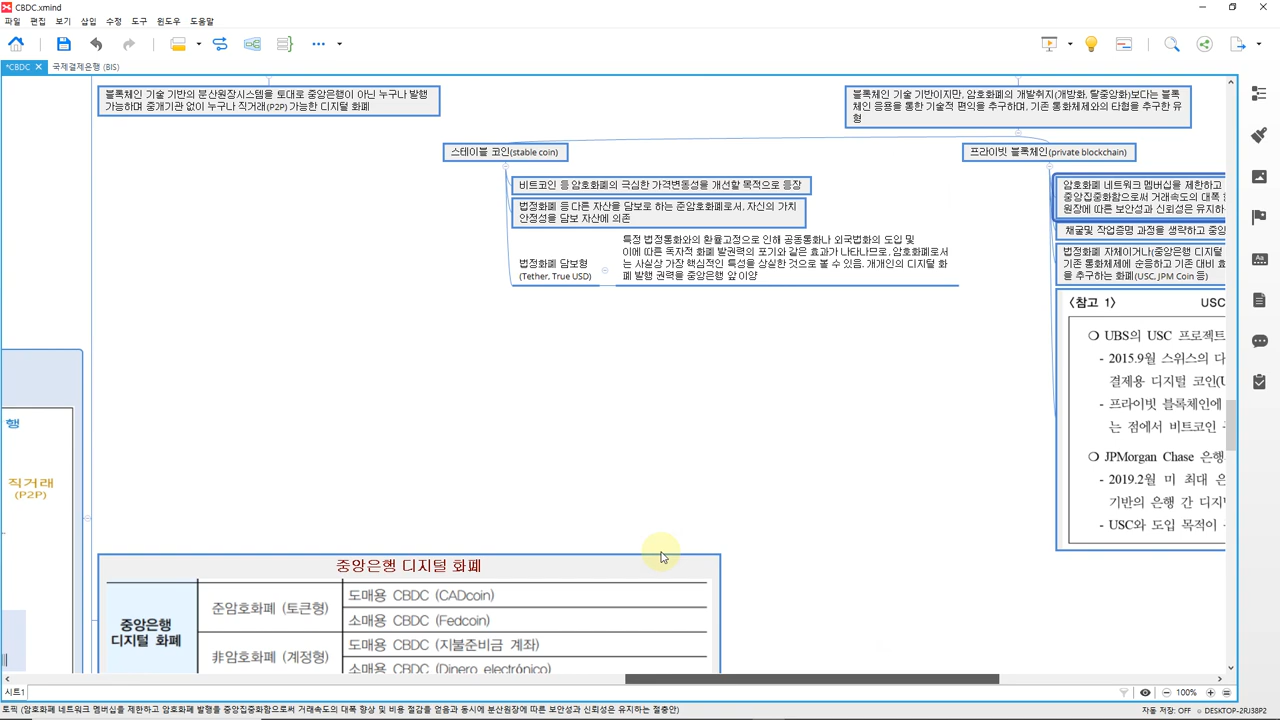 CBDC.xmind
파일 편집 보기 삽입 수정 도구 윈도우 도움말
*CBDC
국제결제은행 (BIS)
블록체인 기술 기반의 분산원장시스템을 토대로 중앙은행이 아닌 누구나 발행
가능하며 중개기관 없이 누구나 직거래(P2P) 가능한 디지털 화폐
블록체인 기술 기반이지만, 암호화폐의 개발취지(개방화, 탈중앙화)보다는 블록
체인 응용을 통한 기술적 편익을 추구하며, 기존 통화체제와의 타협을 추구한 유
형
스테이블 코인(stable coin)
프라이빗 블록체인(private blockchain)
비트코인 등 암호화폐의 극심한 가격변동성을 개선할 목적으로 등장
법정화폐 등 다른 자산을 담보로 하는 준암호화폐로서, 자신의 가치
안정성을 담보 자산에 의존
법정화폐 담보형
(Tether, True USD)
특정 법정통화와의 환율고정으로 인해 공동통화나 외국법화의 도입 및
이에 따른 독자적 화폐 발권력의 포기와 같은 효과가 나타나므로, 암호화폐로서
는 사실상 가장 핵심적인 특성을 상실한 것으로 볼 수 있음. 개개인의 디지털 화
폐 발행 권력을 중앙은행 앞 이양
암호화폐 네트워크 멤버십을 제한하고
중앙집중화함으로써 거래속도의 대폭
원장에 따른 보안성과 신뢰성은 유지하
채굴및 작업증명 과정을 생략하고 중앙
법정화폐 자체이거나(중앙은행 디지털
기존 통화체제에 순응하고 기존 대비 효
을 추구하는 화폐(USC, JPM Coin 등)
〈참고 1〉 USC
○ UBS의 USC 프로젝트
- 2015.9월 스위스의 다
결제용 디지털 코인(U
- 프라이빗 블록체인에
는 점에서 비트코인
○ JPMorgan Chase 은행
- 2019.2월 미 최대 은
기반의 은행 간 디지
- USC와 도입 목적이
행
직거래
(P2P)
중앙은행 디지털 화폐
중앙은행
디지털 화폐
준암호화폐 (토큰형)
도매용 CBDC (CADcoin)
소매용 CBDC (Fedcoin)
非암호화폐 (계정형)
도매용 CBDC (지불준비금 계좌)
소매용 CBDC (Dinero electrónico)
시트1
100%
토픽 (암호화폐 네트워크 멤버십을 제한하고 암호화폐 발행을 중앙집중화함으로써 거래속도의 대폭 향상 및 비용 절감을 얻음과 동시에 분산원장에 따른 보안성과 신뢰성은 유지하는 절충안)
자동 저장: OFF
DESKTOP-2RJ38P2